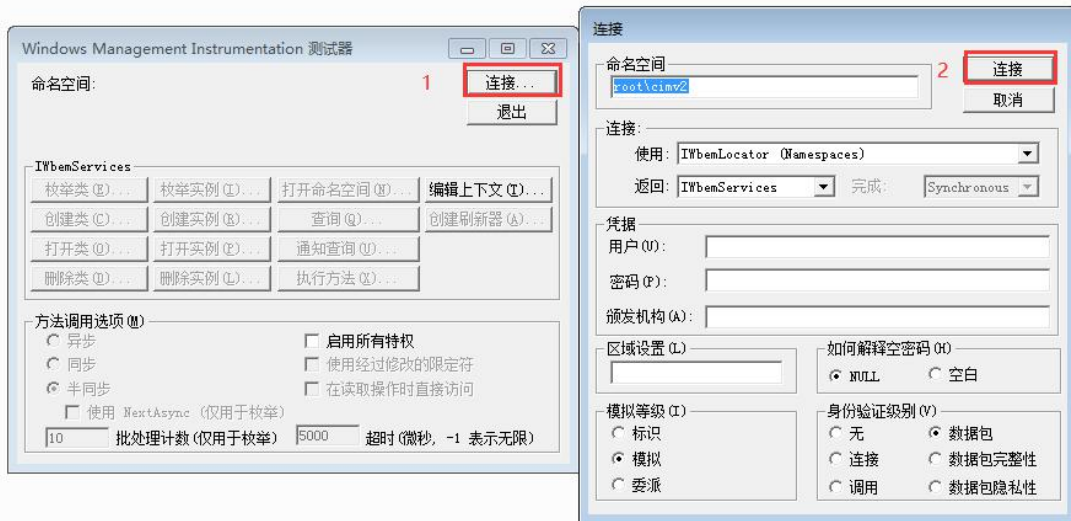 Windows Management Instrumentation 测试器
命名空间:
1
连接...
退出
IWbemServices
枚举类(E)... 枚举实例(I)... 打开命名空间(N)... 编辑上下文(T)...
创建类(C)... 创建实例(R)... 查询(Q)... 创建刷新器(A)...
打开类(O)... 打开实例(P)... 通知查询(U)...
删除类(D)... 删除实例(L)... 执行方法(X)...
方法调用选项(M)
异步 启用所有特权
同步 使用经过修改的限定符
半同步 在读取操作时直接访问
使用 NextAsync (仅用于枚举)
10 批处理计数(仅用于枚举) 5000 超时(微秒, -1 表示无限)
连接
命名空间
root\cimv2
2
连接
取消
连接:
使用: IWbemLocator (Namespaces)
返回: IWbemServices 完成: Synchronous
凭据
用户(U):
密码(P):
颁发机构(A):
区域设置(L) 如何解释空密码(H)
NULL 空白
模拟等级(I) 身份验证级别(V)
标识 无 数据包
模拟 连接 数据包完整性
委派 调用 数据包隐私性